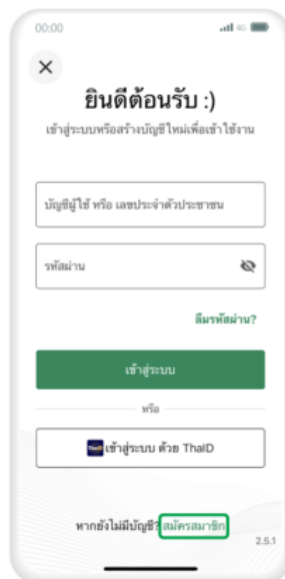 00:00
4G
ยินดีต้อนรับ :)
เข้าสู่ระบบหรือสร้างบัญชีใหม่เพื่อเข้าใช้งาน
บัญชีผู้ใช้ หรือ เลขประจำตัวประชาชน
รหัสผ่าน
ลืมรหัสผ่าน?
เข้าสู่ระบบ
หรือ
ThaID เข้าสู่ระบบ ด้วย ThaID
หากยังไม่มีบัญชี? สมัครสมาชิก
2.5.1